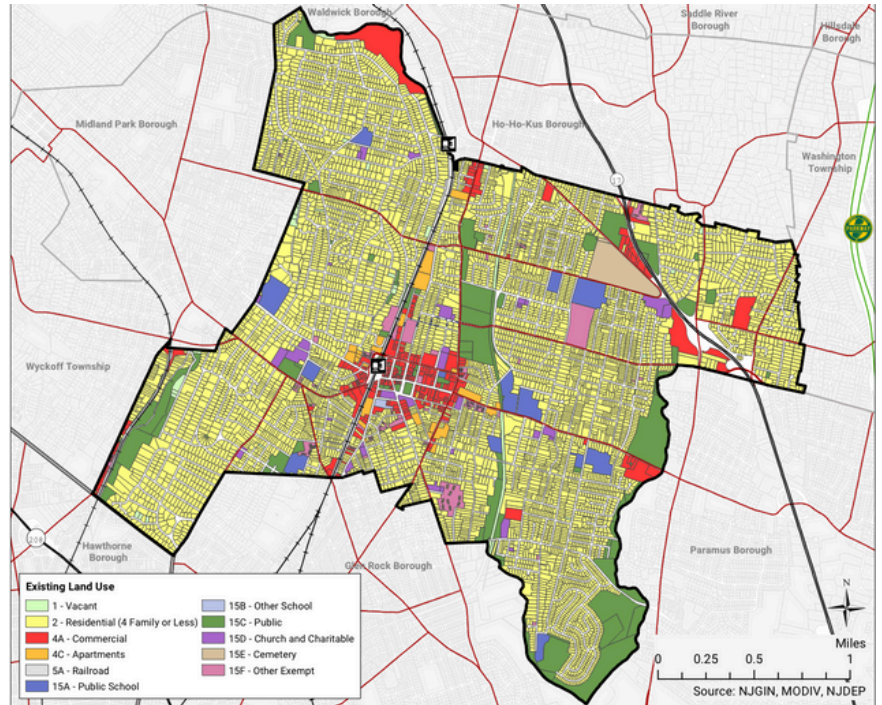 Waldwick Borough
Saddle River
Borough
Hillsdale
Borough
Midland Park Borough
Ho-Ho-Kus Borough
Washington
Township
17
PARKWAY
Wyckoff Township
208
Hawthorne
Borough
Glen Rock Borough
Paramus Borough
N
Miles
0 0.25 0.5 1
Source: NJGIN, MODIV, NJDEP
Existing Land Use
1 - Vacant
2 - Residential (4 Family or Less)
4A - Commercial
4C - Apartments
5A - Railroad
15A - Public School
15B - Other School
15C - Public
15D - Church and Charitable
15E - Cemetery
15F - Other Exempt